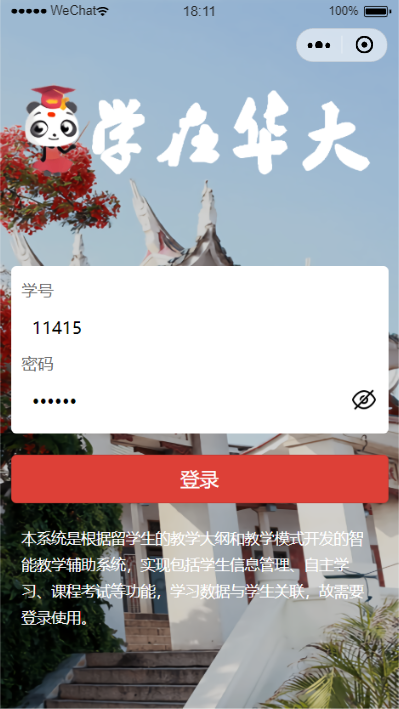 WeChat 18:11 100%
学在华大
学号
11415
密码
••••••
登录
本系统是根据留学生的教学大纲和教学模式开发的智
能教学辅助系统，实现包括学生信息管理、自主学
习、课程考试等功能，学习数据与学生关联，故需要
登录使用。